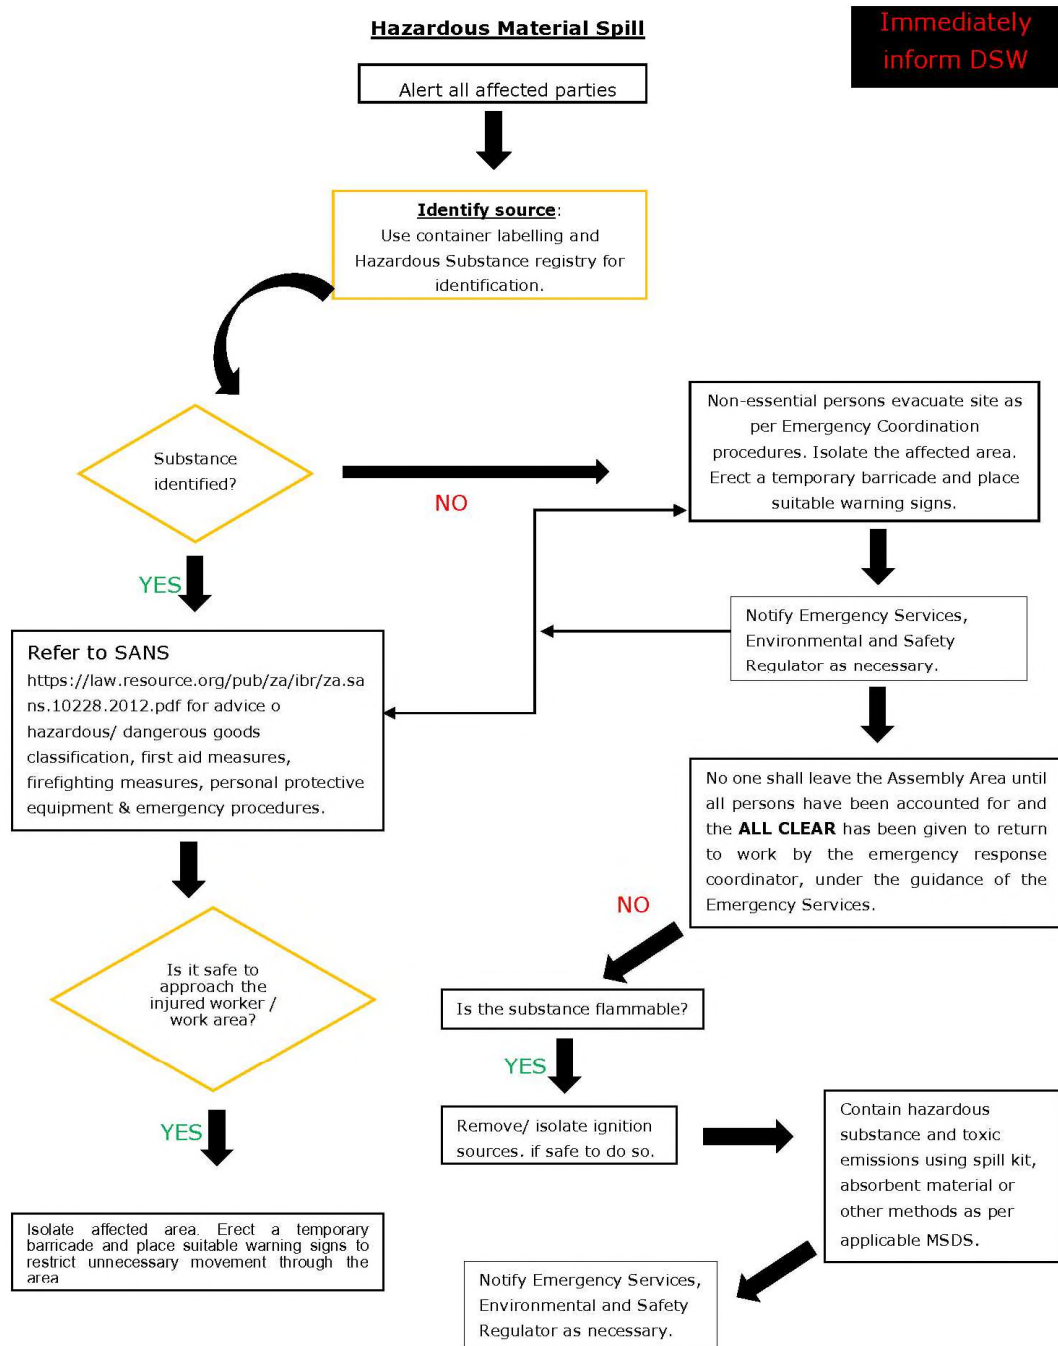 Hazardous Material Spill
Immediately
inform DSW
Alert all affected parties
Identify source:
Use container labelling and
Hazardous Substance registry for
identification.
Substance
identified?
NO
Non-essential persons evacuate site as
per Emergency Coordination
procedures. Isolate the affected area.
Erect a temporary barricade and place
suitable warning signs.
YES
Notify Emergency Services,
Environmental and Safety
Regulator as necessary.
Refer to SANS
https://law.resource.org/pub/za/ibr/za.sa
ns.10228.2012.pdf for advice o
hazardous/ dangerous goods
classification, first aid measures,
firefighting measures, personal protective
equipment & emergency procedures.
No one shall leave the Assembly Area until
all persons have been accounted for and
the ALL CLEAR has been given to return
to work by the emergency response
coordinator, under the guidance of the
Emergency Services.
NO
Is it safe to
approach the
injured worker /
work area?
Is the substance flammable?
YES
YES
Remove/ isolate ignition
sources. if safe to do so.
Contain hazardous
substance and toxic
emissions using spill kit,
absorbent material or
other methods as per
applicable MSDS.
Isolate affected area. Erect a temporary
barricade and place suitable warning signs to
restrict unnecessary movement through the
area
Notify Emergency Services,
Environmental and Safety
Regulator as necessary.